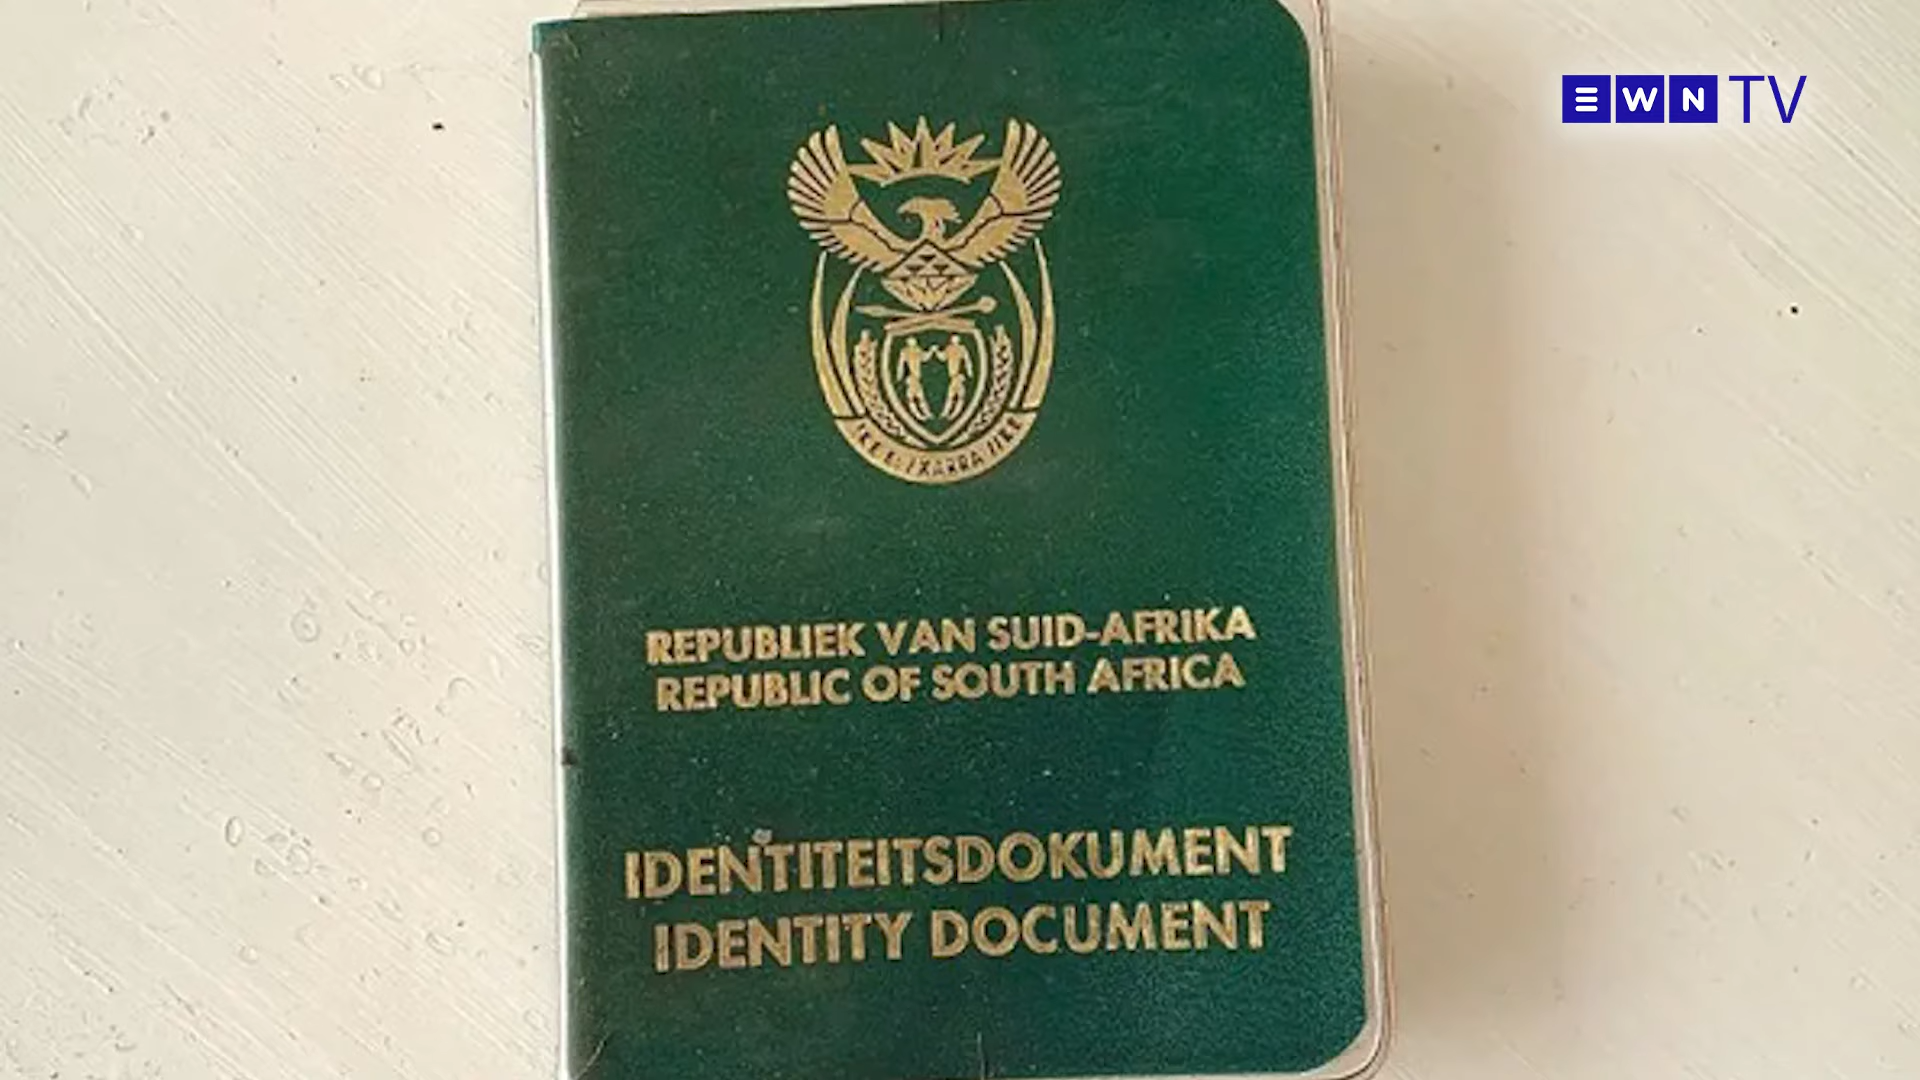 EWN TV
REPUBLIEK VAN SUID-AFRIKA
REPUBLIC OF SOUTH AFRICA
IDENTITEITSDOKUMENT
IDENTITY DOCUMENT